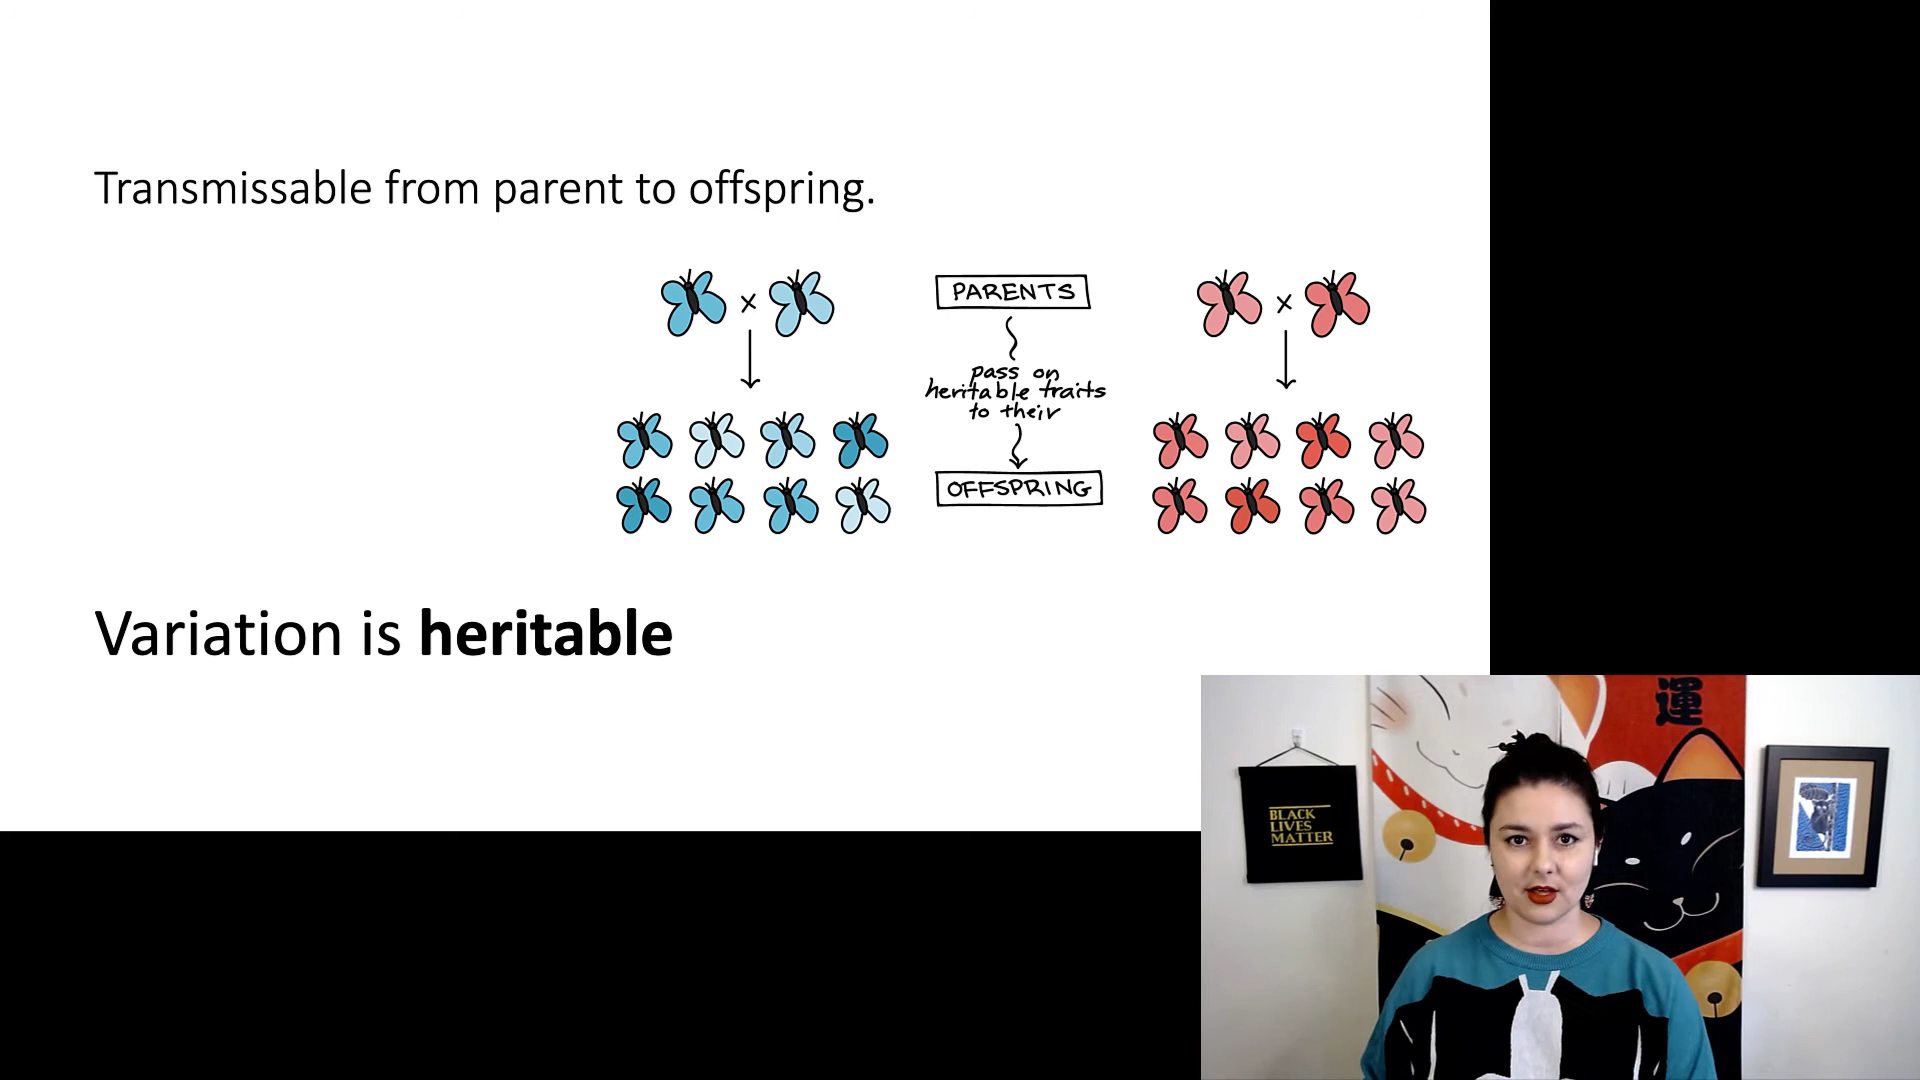 Transmissable from parent to offspring.
PARENTS
pass on
heritable traits
to their
OFFSPRING
Variation is heritable
運
BLACK
LIVES
MATTER